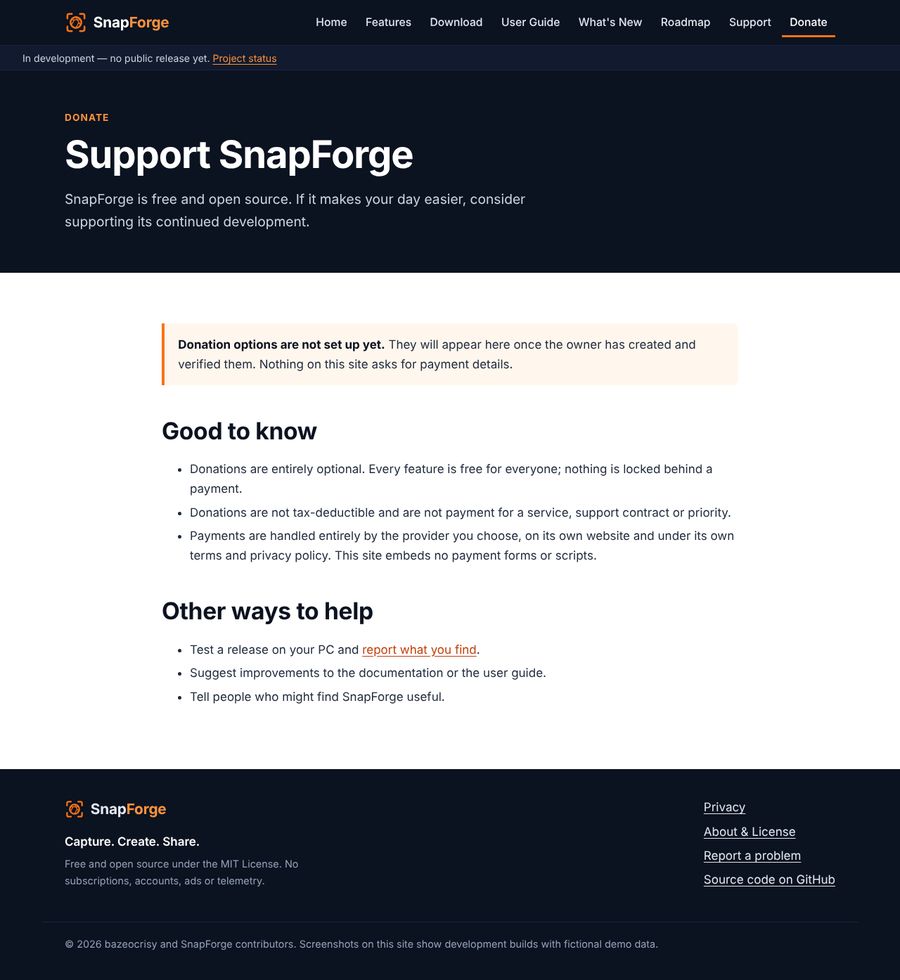 SnapForge
Home Features Download User Guide What's New Roadmap Support Donate
In development — no public release yet. Project status
DONATE
Support SnapForge
SnapForge is free and open source. If it makes your day easier, consider
supporting its continued development.
Donation options are not set up yet. They will appear here once the owner has created and
verified them. Nothing on this site asks for payment details.
Good to know
• Donations are entirely optional. Every feature is free for everyone; nothing is locked behind a
payment.
• Donations are not tax-deductible and are not payment for a service, support contract or priority.
• Payments are handled entirely by the provider you choose, on its own website and under its own
terms and privacy policy. This site embeds no payment forms or scripts.
Other ways to help
• Test a release on your PC and report what you find.
• Suggest improvements to the documentation or the user guide.
• Tell people who might find SnapForge useful.
SnapForge
Capture. Create. Share.
Free and open source under the MIT License. No
subscriptions, accounts, ads or telemetry.
Privacy
About & License
Report a problem
Source code on GitHub
© 2026 bazeocrisy and SnapForge contributors. Screenshots on this site show development builds with fictional demo data.